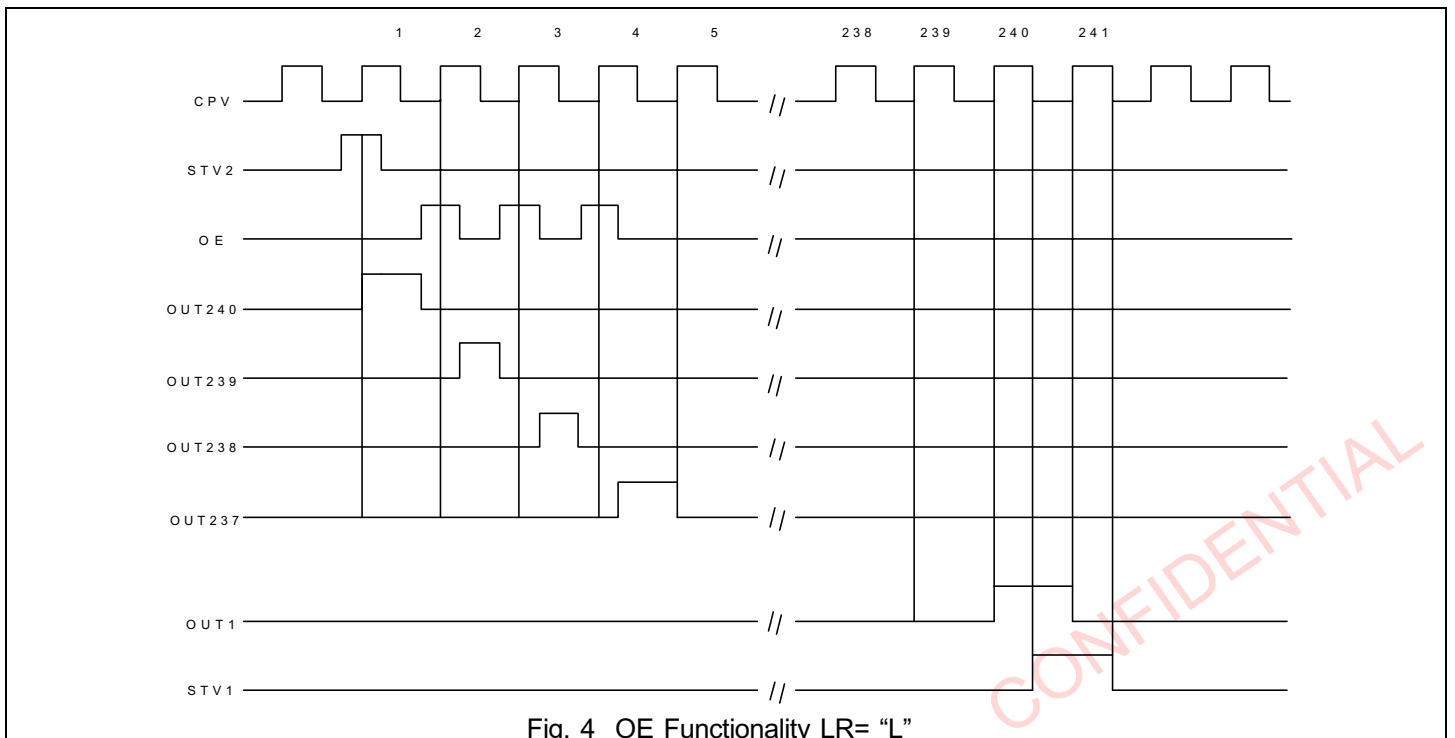 1 2 3 4 5 238 239 240 241
CPV
//
STV2
//
OE
//
OUT240
//
OUT239
//
OUT238
//
OUT237
//
OUT1
//
STV1
//
CONFIDENTIAL
Fig. 4 OE Functionality LR= “L”